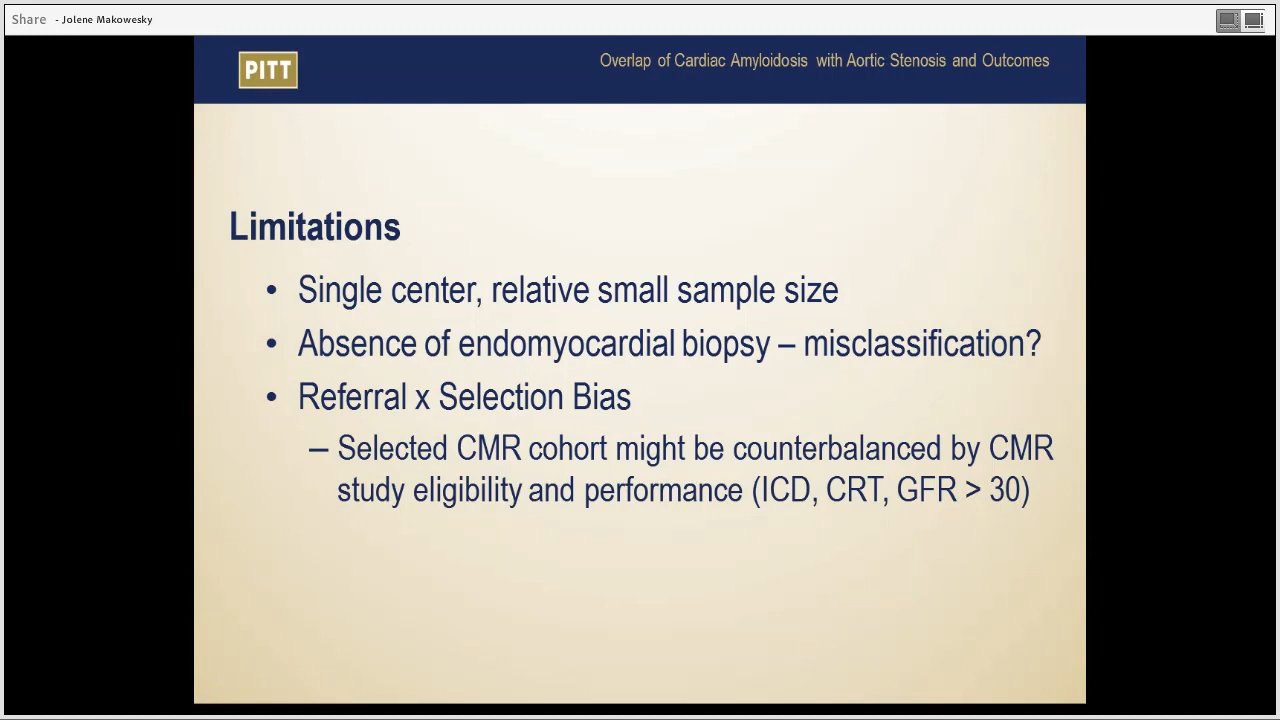 Share - Jolene Makowesky
PITT
Overlap of Cardiac Amyloidosis with Aortic Stenosis and Outcomes
Limitations
• Single center, relative small sample size
• Absence of endomyocardial biopsy – misclassification?
• Referral x Selection Bias
– Selected CMR cohort might be counterbalanced by CMR
study eligibility and performance (ICD, CRT, GFR > 30)